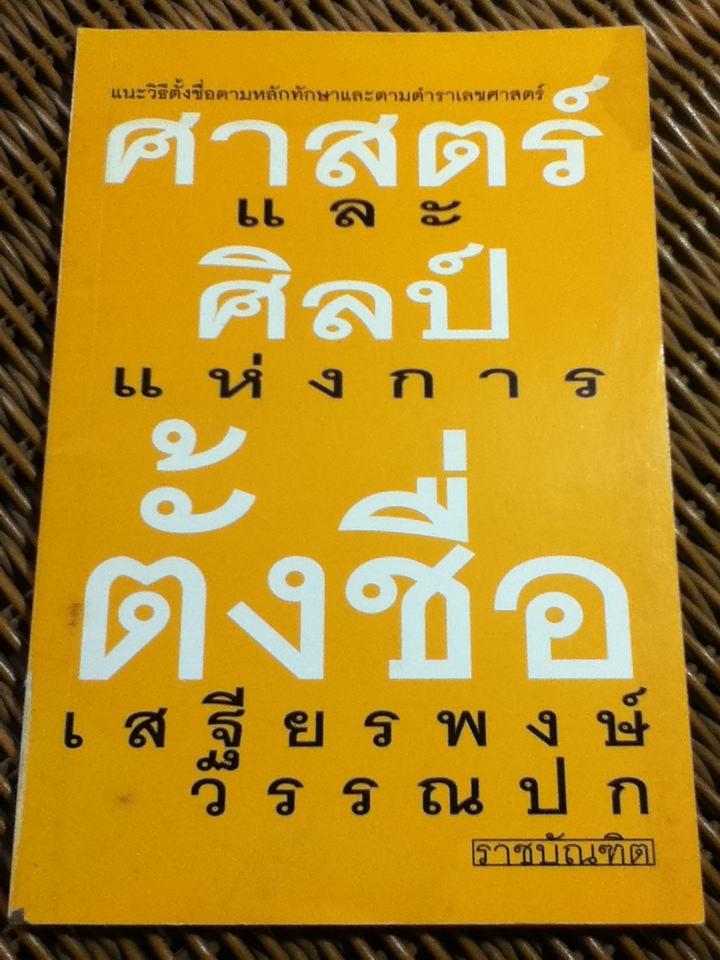 แนะวิธีตั้งชื่อตามหลักทักษาและตามตำราเลขศาสตร์
ศาสตร์
และ
ศิลป์
แห่งการ
ตั้งชื่อ
เสฐียรพงษ์
วรรณปก
ราชบัณฑิต